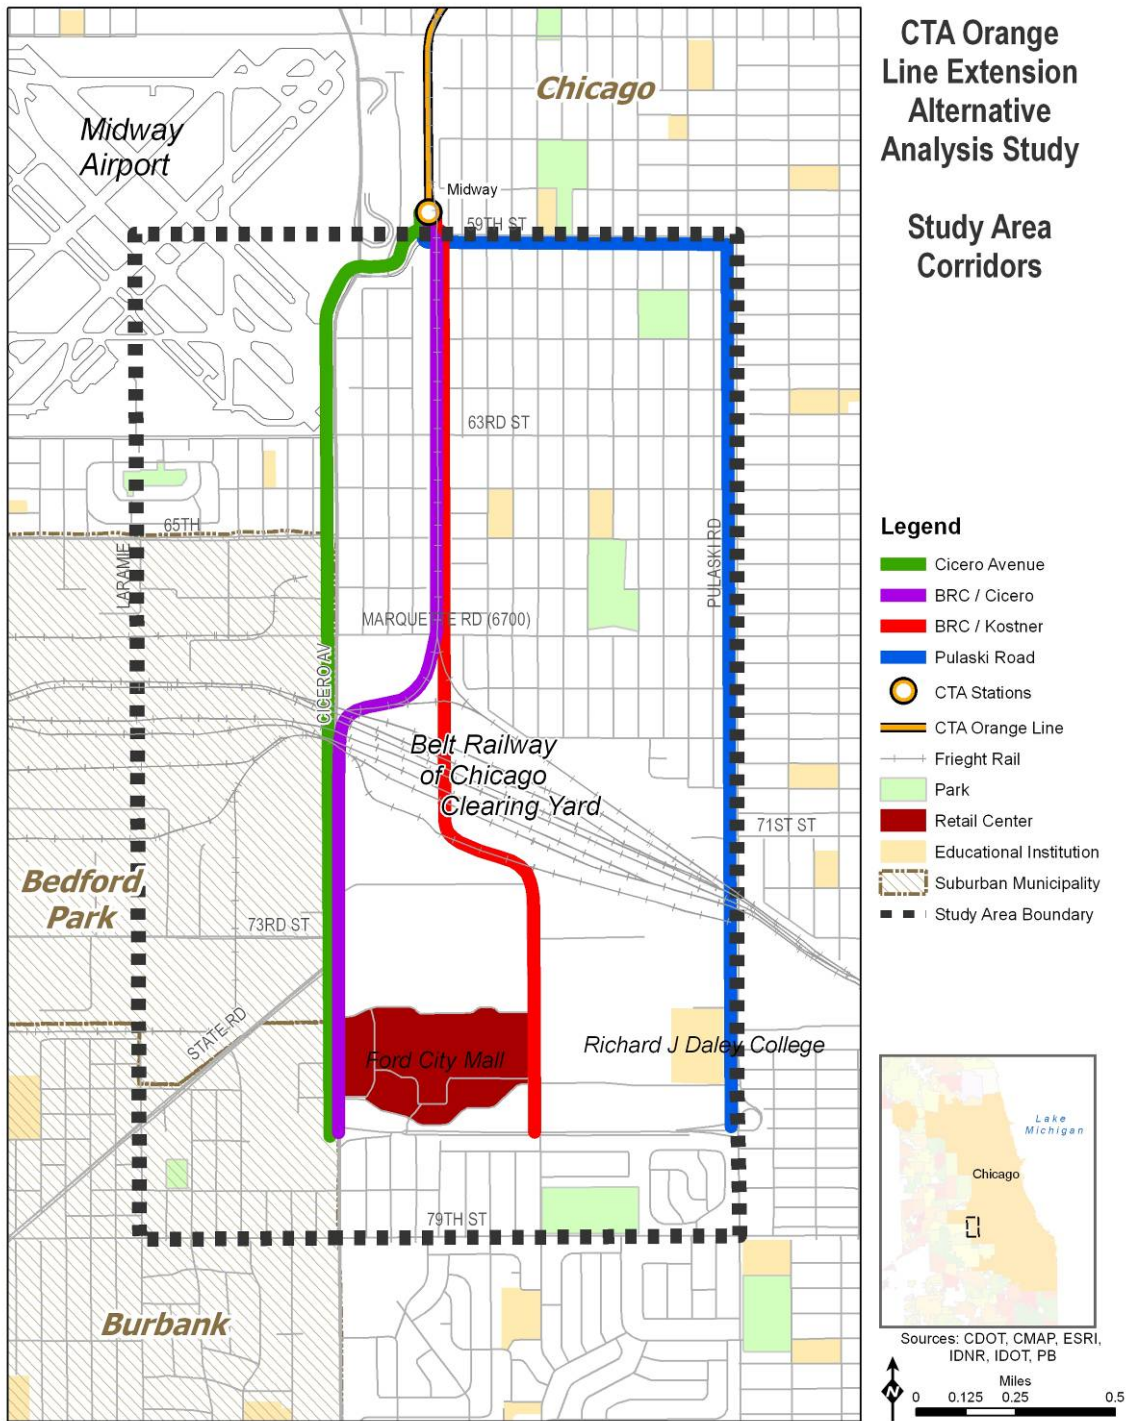 CTA Orange
Line Extension
Alternative
Analysis Study
Study Area
Corridors
Chicago
Midway
Airport
Midway
59TH ST
63RD ST
65TH
LARAMIE
PULASKI RD
MARQUETTE RD (6700)
CICERO AV
Belt Railway
of Chicago
Clearing Yard
71ST ST
Bedford
Park
73RD ST
STATE RD
Ford City Mall
Richard J Daley College
79TH ST
Burbank
Legend
Cicero Avenue
BRC / Cicero
BRC / Kostner
Pulaski Road
CTA Stations
CTA Orange Line
Frieght Rail
Park
Retail Center
Educational Institution
Suburban Municipality
Study Area Boundary
Lake
Michigan
Chicago
Sources: CDOT, CMAP, ESRI,
IDNR, IDOT, PB
N
Miles
0 0.125 0.25 0.5